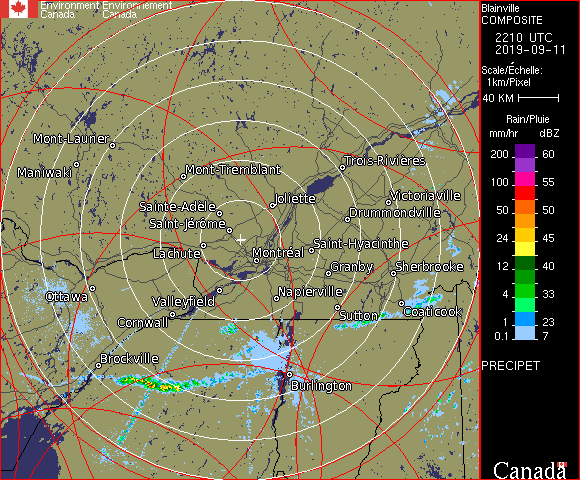 Environment Environnement
Canada Canada
Blainville
COMPOSITE
2210 UTC
2019-09-11
Scale/Échelle:
1km/Pixel
40 KM
Rain/Pluie
mm/hr dBZ
200 60
100 55
50 50
24 45
12 40
4 33
1 23
0.1 7
PRECIPET
Mont-Laurier
Maniwaki
Mont-Tremblant
Trois-Rivières
Joliette
Victoriaville
Sainte-Adèle
Drummondville
Saint-Jérôme
Saint-Hyacinthe
Lachute
Montréal
Granby
Sherbrooke
Ottawa
Valleyfield
Napierville
Cornwall
Sutton
Coaticook
Brockville
Burlington
Canada